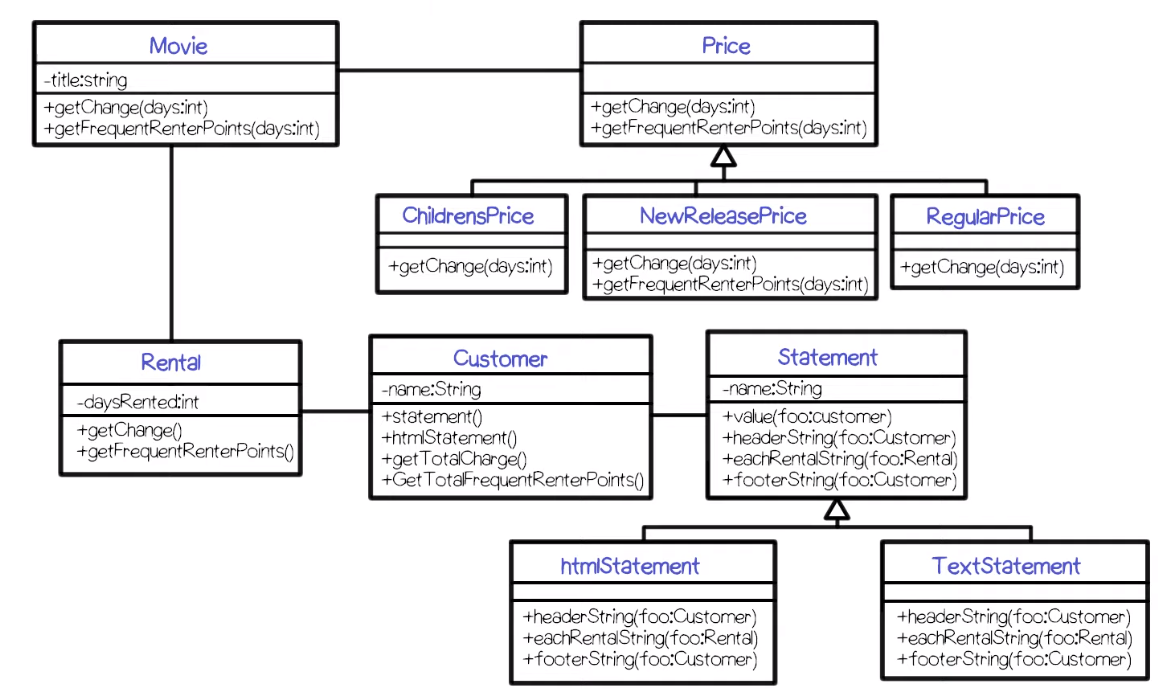 Movie
-title:string
+getChange(days:int)
+getFrequentRenterPoints(days:int)
Price
+getChange(days:int)
+getFrequentRenterPoints(days:int)
ChildrensPrice
+getChange(days:int)
NewReleasePrice
+getChange(days:int)
+getFrequentRenterPoints(days:int)
RegularPrice
+getChange(days:int)
Rental
-daysRented:int
+getChange()
+getFrequentRenterPoints()
Customer
-name:String
+statement()
+htmlStatement()
+getTotalCharge()
+GetTotalFrequentRenterPoints()
Statement
-name:String
+value(foo:customer)
+headerString(foo:Customer)
+eachRentalString(foo:Rental)
+footerString(foo:Customer)
htmlStatement
+headerString(foo:Customer)
+eachRentalString(foo:Rental)
+footerString(foo:Customer)
TextStatement
+headerString(foo:Customer)
+eachRentalString(foo:Rental)
+footerString(foo:Customer)